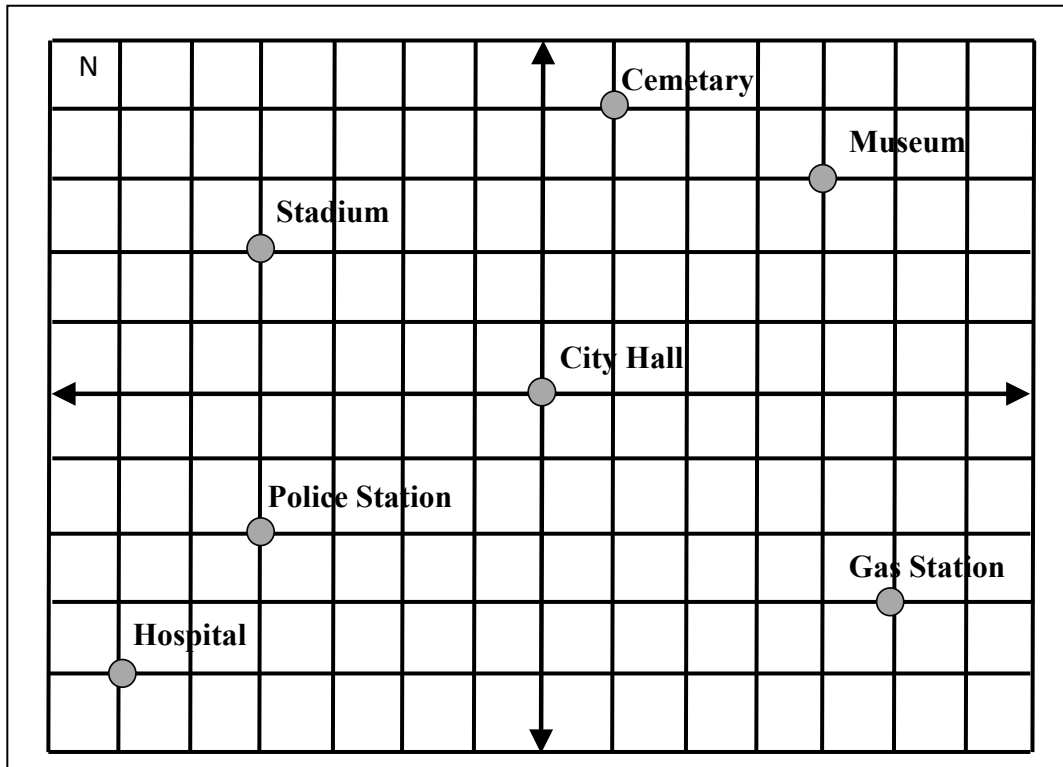 N
Cemetary
Museum
Stadium
City Hall
Police Station
Gas Station
Hospital